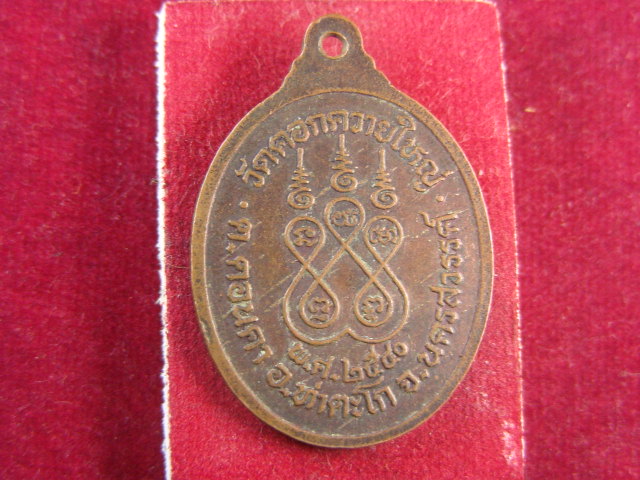 วัดคอกควายใหญ่
พ.ศ. ๒๕๔๐
ต.ดอนคา อ.ท่าตะโก จ.นครสวรรค์